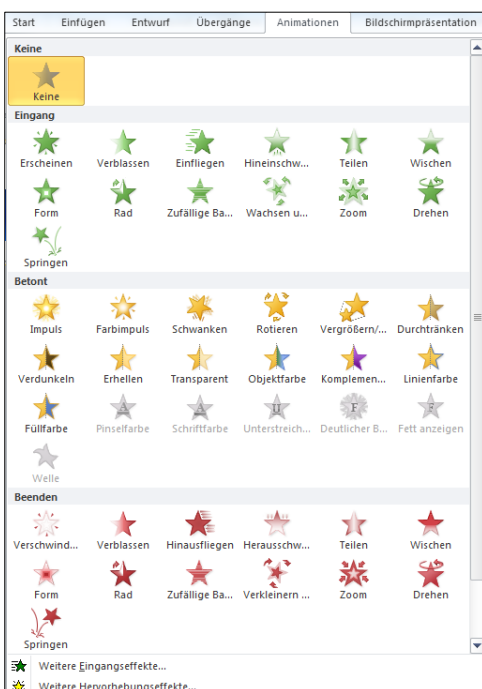 Start Einfügen Entwurf Übergänge Animationen Bildschirmpräsentation
Keine
Keine
Eingang
Erscheinen Verblassen Einfliegen Hineinschw... Teilen Wischen
Form Rad Zufällige Ba... Wachsen u... Zoom Drehen
Springen
Betont
Impuls Farbimpuls Schwanken Rotieren Vergrößern/... Durchtränken
Verdunkeln Erhellen Transparent Objektfarbe Komplemen... Linienfarbe
Füllfarbe Pinselfarbe Schriftfarbe Unterstreich... Deutlicher B... Fett anzeigen
Welle
Beenden
Verschwind... Verblassen Hinausfliegen Herausschw... Teilen Wischen
Form Rad Zufällige Ba... Verkleinern ... Zoom Drehen
Springen
Weitere Eingangseffekte...
Weitere Hervorhebungseffekte...